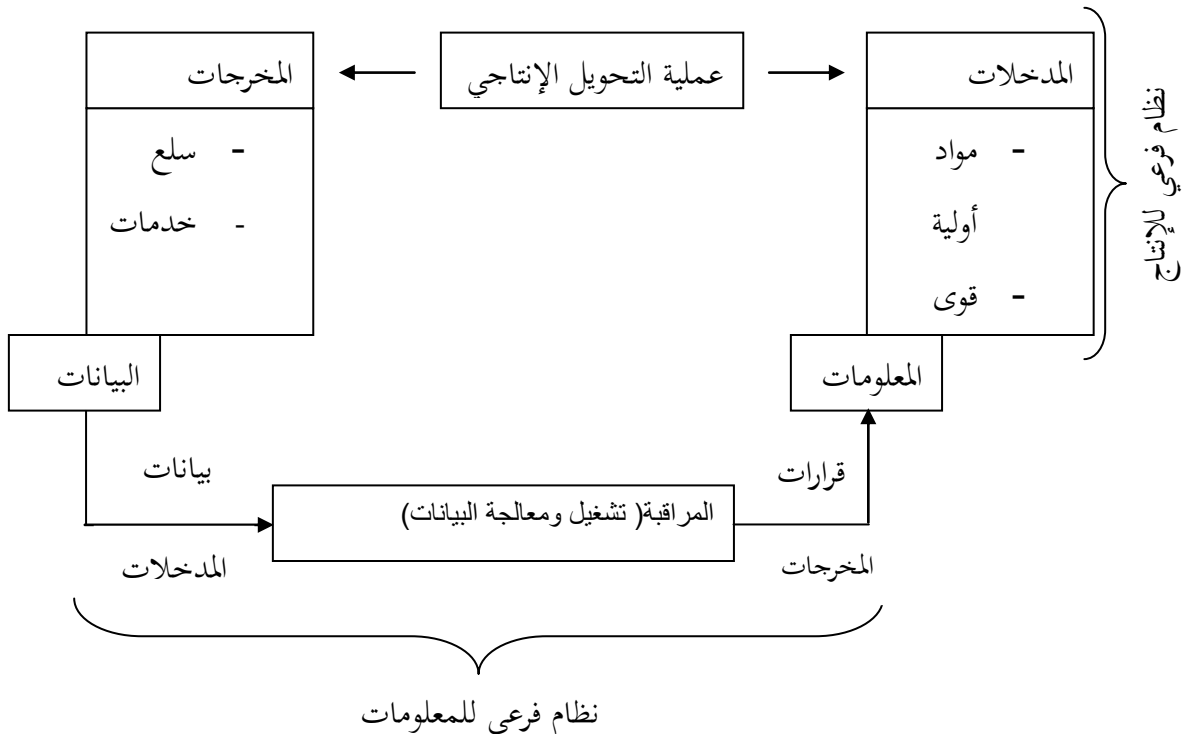 المدخلات
عملية التحويل الإنتاجي
المخرجات
- مواد
أولية
- قوى
- سلع
- خدمات
نظام فرعي للإنتاج
المعلومات
البيانات
قرارات
بيانات
المراقبة( تشغيل ومعالجة البيانات)
المخرجات
المدخلات
نظام فرعي للمعلومات